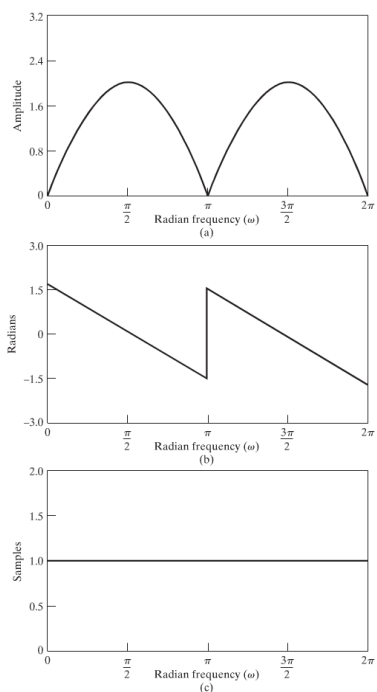 3.2
2.4
Amplitude
1.6
0.8
0
0 π/2 π 3π/2 2π
Radian frequency (ω)
(a)
3.0
1.5
Radians
0
–1.5
–3.0
0 π/2 π 3π/2 2π
Radian frequency (ω)
(b)
2.0
1.5
Samples
1.0
0.5
0
0 π/2 π 3π/2 2π
Radian frequency (ω)
(c)